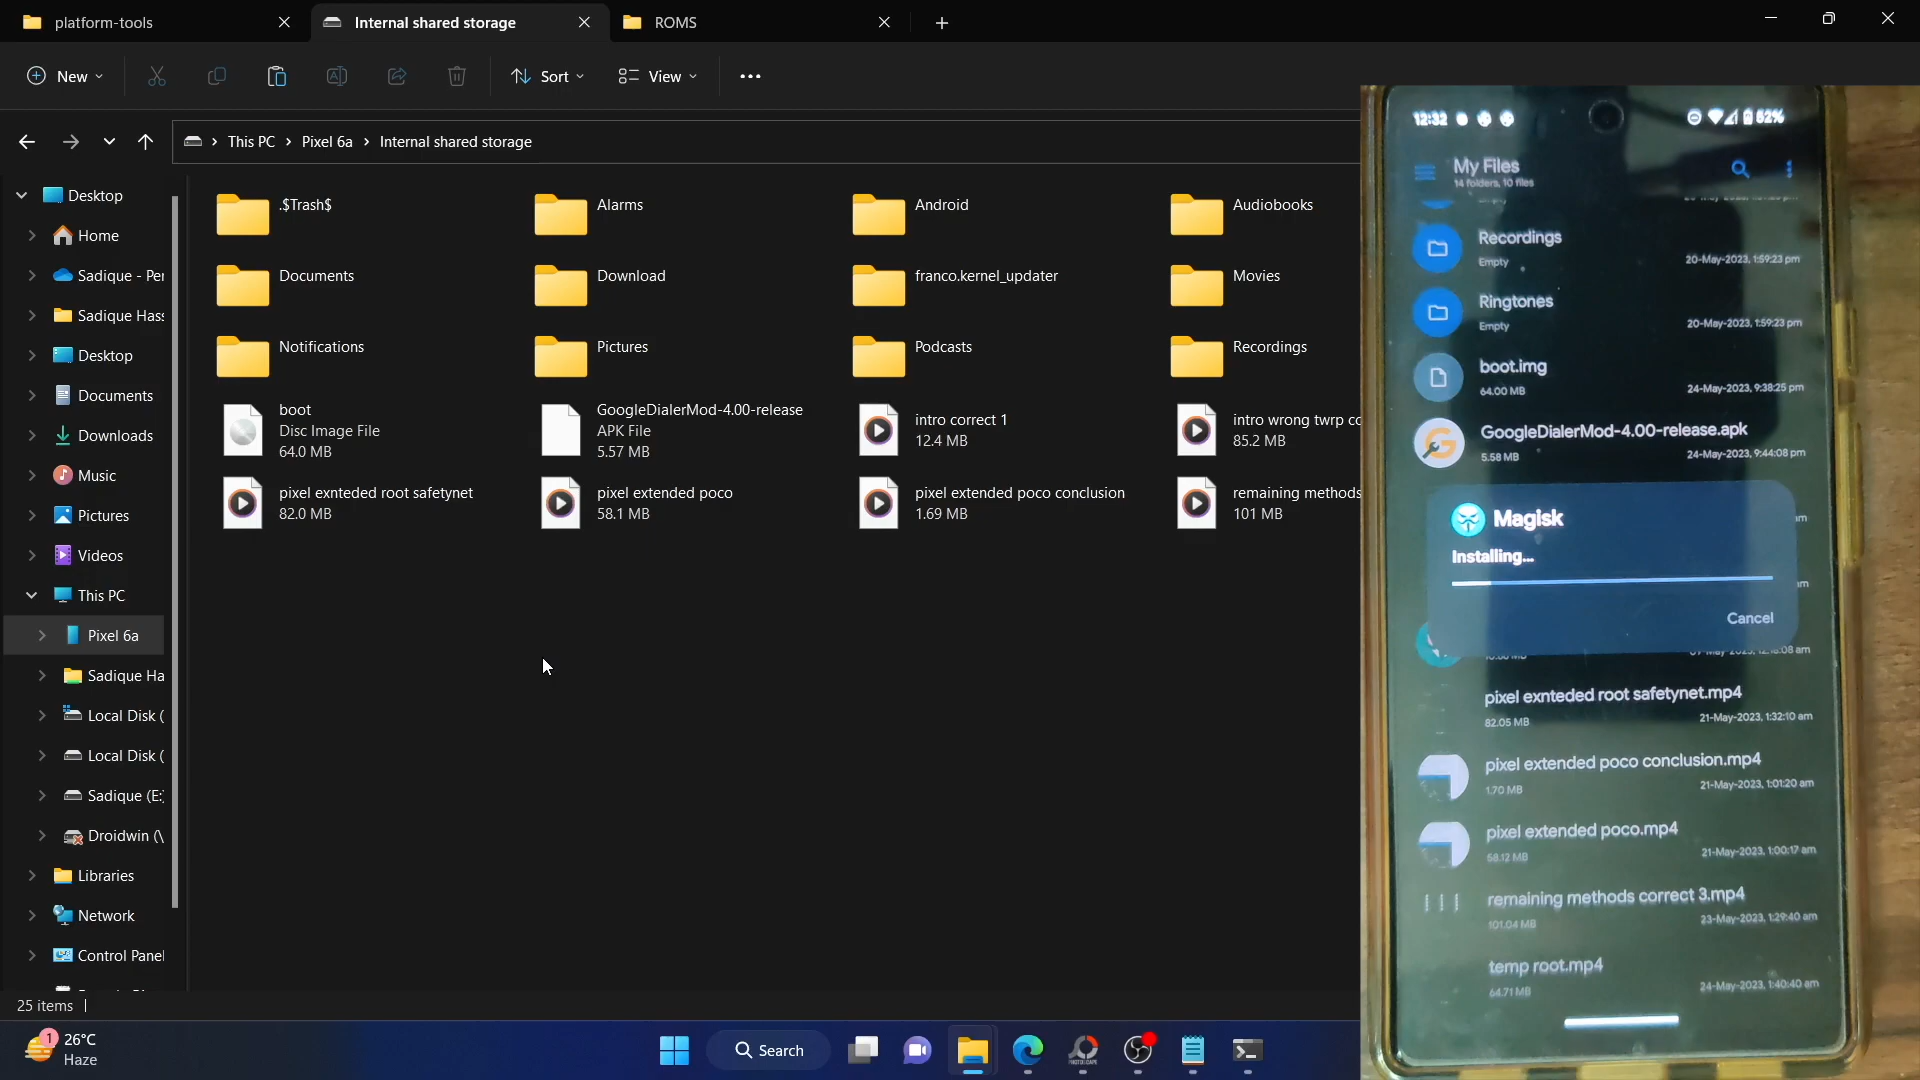 platform-tools
Internal shared storage
ROMS
New
Sort
View
This PC
Pixel 6a
Internal shared storage
Desktop
Home
Sadique - Per
Sadique Hass
Desktop
Documents
Downloads
Music
Pictures
Videos
This PC
Pixel 6a
Sadique Ha
Local Disk (
Local Disk (
Sadique (E:)
Droidwin (\
Libraries
Network
Control Panel
.$Trash$
Alarms
Android
Audiobooks
Documents
Download
franco.kernel_updater
Movies
Notifications
Pictures
Podcasts
Recordings
boot
Disc Image File
64.0 MB
GoogleDialerMod-4.00-release
APK File
5.57 MB
intro correct 1
12.4 MB
intro wrong twrp co
85.2 MB
pixel exnteded root safetynet
82.0 MB
pixel extended poco
58.1 MB
pixel extended poco conclusion
1.69 MB
remaining methods
101 MB
25 items
1
26°C
Haze
Search
12:32
52%
My Files
14 folders, 10 files
Recordings
Empty
20-May-2023, 1:59:23 pm
Ringtones
Empty
20-May-2023, 1:59:23 pm
boot.img
64.00 MB
24-May-2023, 9:38:25 pm
GoogleDialerMod-4.00-release.apk
5.58 MB
24-May-2023, 9:44:08 pm
Magisk
Installing...
Cancel
pixel exnteded root safetynet.mp4
82.05 MB
21-May-2023, 1:32:10 am
pixel extended poco conclusion.mp4
1.70 MB
21-May-2023, 1:01:20 am
pixel extended poco.mp4
58.12 MB
21-May-2023, 1:00:17 am
remaining methods correct 3.mp4
101.04 MB
23-May-2023, 1:29:40 am
temp root.mp4
64.71 MB
24-May-2023, 1:40:40 am